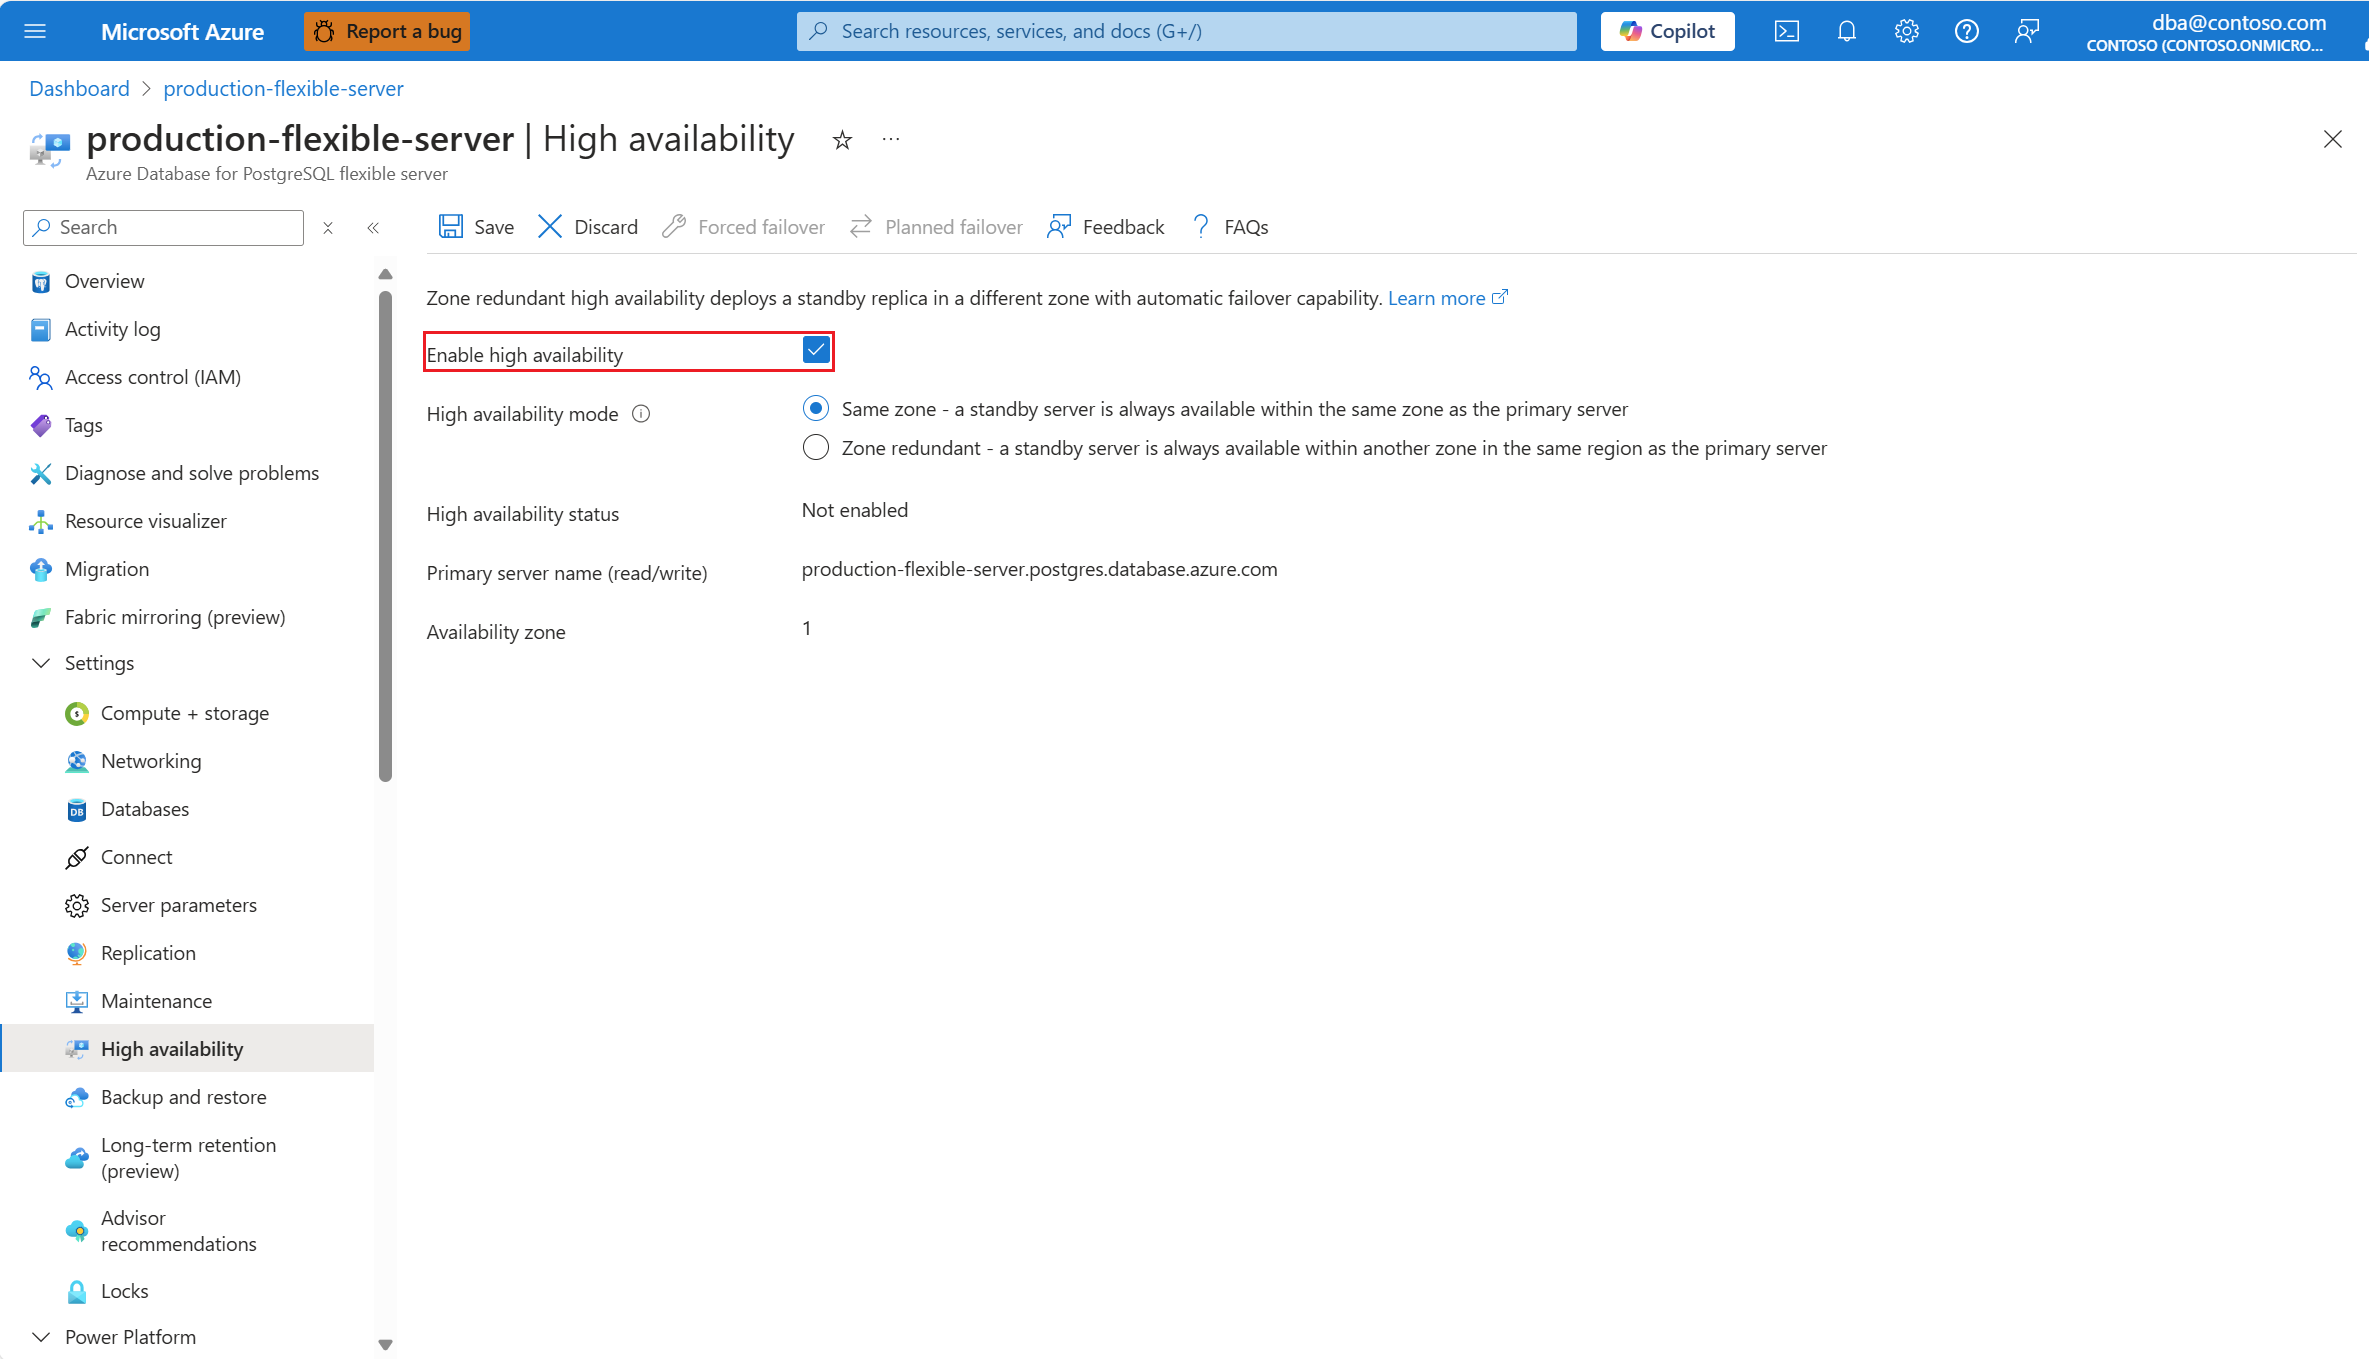 Microsoft Azure
Report a bug
Search resources, services, and docs (G+/)
Copilot
dba@contoso.com
CONTOSO (CONTOSO.ONMICRO...
Dashboard > production-flexible-server
production-flexible-server | High availability
Azure Database for PostgreSQL flexible server
Search
Save
Discard
Forced failover
Planned failover
Feedback
FAQs
Overview
Activity log
Access control (IAM)
Tags
Diagnose and solve problems
Resource visualizer
Migration
Fabric mirroring (preview)
Settings
Compute + storage
Networking
Databases
Connect
Server parameters
Replication
Maintenance
High availability
Backup and restore
Long-term retention
(preview)
Advisor
recommendations
Locks
Power Platform
Zone redundant high availability deploys a standby replica in a different zone with automatic failover capability. Learn more
Enable high availability
High availability mode
Same zone - a standby server is always available within the same zone as the primary server
Zone redundant - a standby server is always available within another zone in the same region as the primary server
High availability status
Not enabled
Primary server name (read/write)
production-flexible-server.postgres.database.azure.com
Availability zone
1